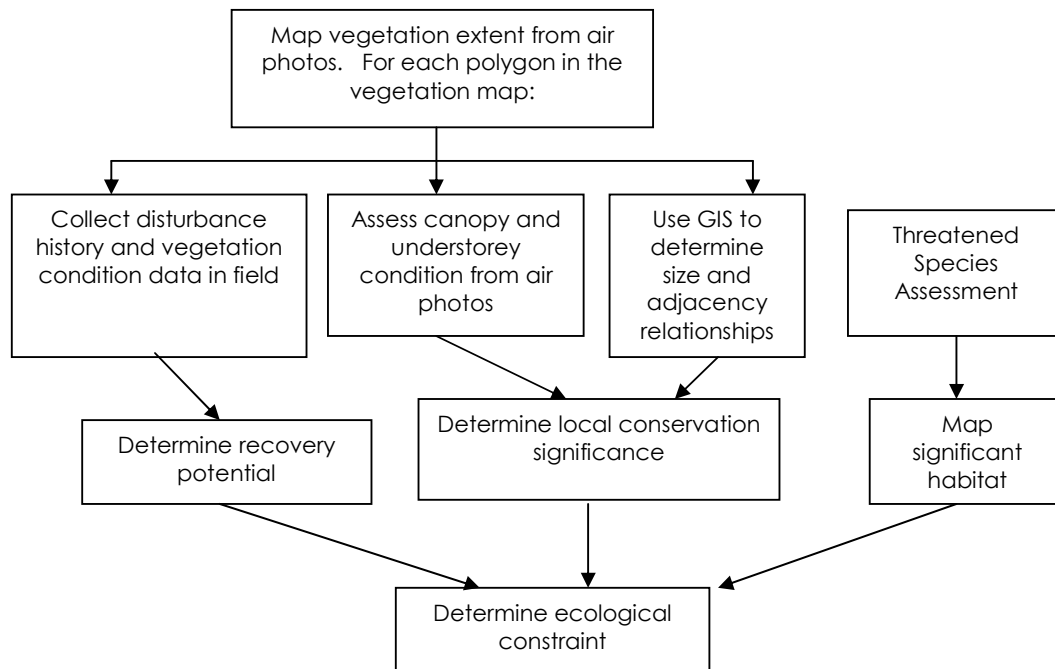 Map vegetation extent from air
photos.   For each polygon in the
vegetation map:
Collect disturbance
history and vegetation
condition data in field
Assess canopy and
understorey
condition from air
photos
Use GIS to
determine
size and
adjacency
relationships
Threatened
Species
Assessment
Determine recovery
potential
Determine local conservation
significance
Map
significant
habitat
Determine ecological
constraint